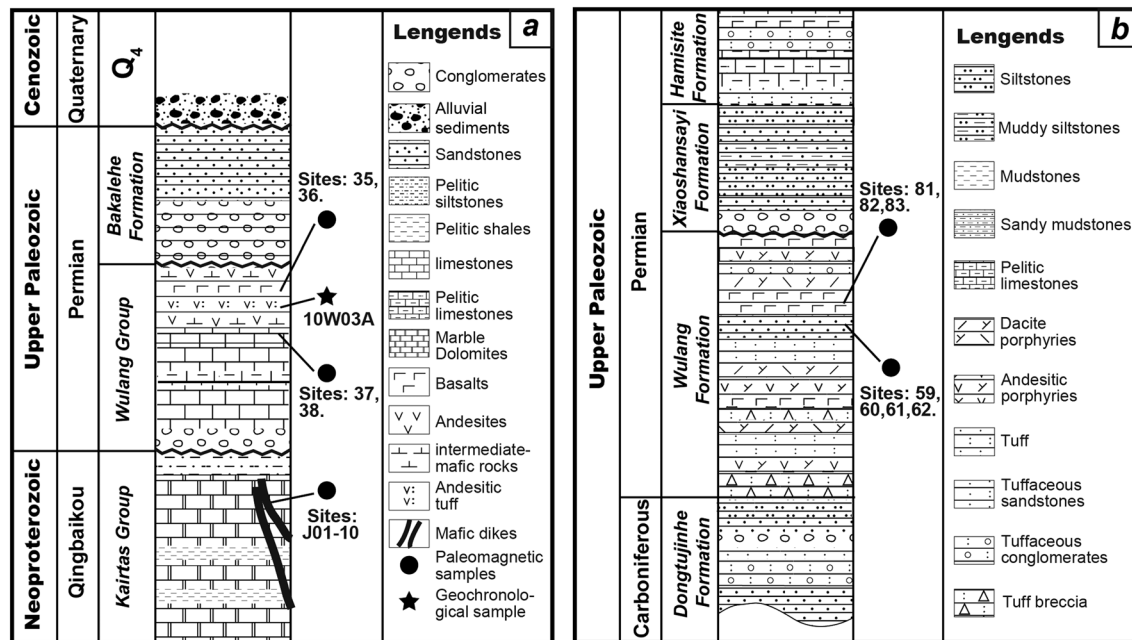 a
Cenozoic
Quaternary
Q4
Upper Paleozoic
Permian
Bakalehe
Formation
Wulang Group
Neoproterozoic
Qingbaikou
Kairtas Group
Sites: 35,
36.
10W03A
Sites: 37,
38.
Sites:
J01-10
Lengends
Conglomerates
Alluvial
sediments
Sandstones
Pelitic
siltstones
Pelitic shales
limestones
Pelitic
limestones
Marble
Dolomites
Basalts
Andesites
intermediate-
mafic rocks
Andesitic
tuff
Mafic dikes
Paleomagnetic
samples
Geochronolo-
gical sample
b
Upper Paleozoic
Permian
Carboniferous
Hamisite
Formation
Xiaoshansayi
Formation
Wulang
Formation
Dongtujinhe
Formation
Sites: 81,
82,83.
Sites: 59,
60,61,62.
Lengends
Siltstones
Muddy siltstones
Mudstones
Sandy mudstones
Pelitic
limestones
Dacite
porphyries
Andesitic
porphyries
Tuff
Tuffaceous
sandstones
Tuffaceous
conglomerates
Tuff breccia